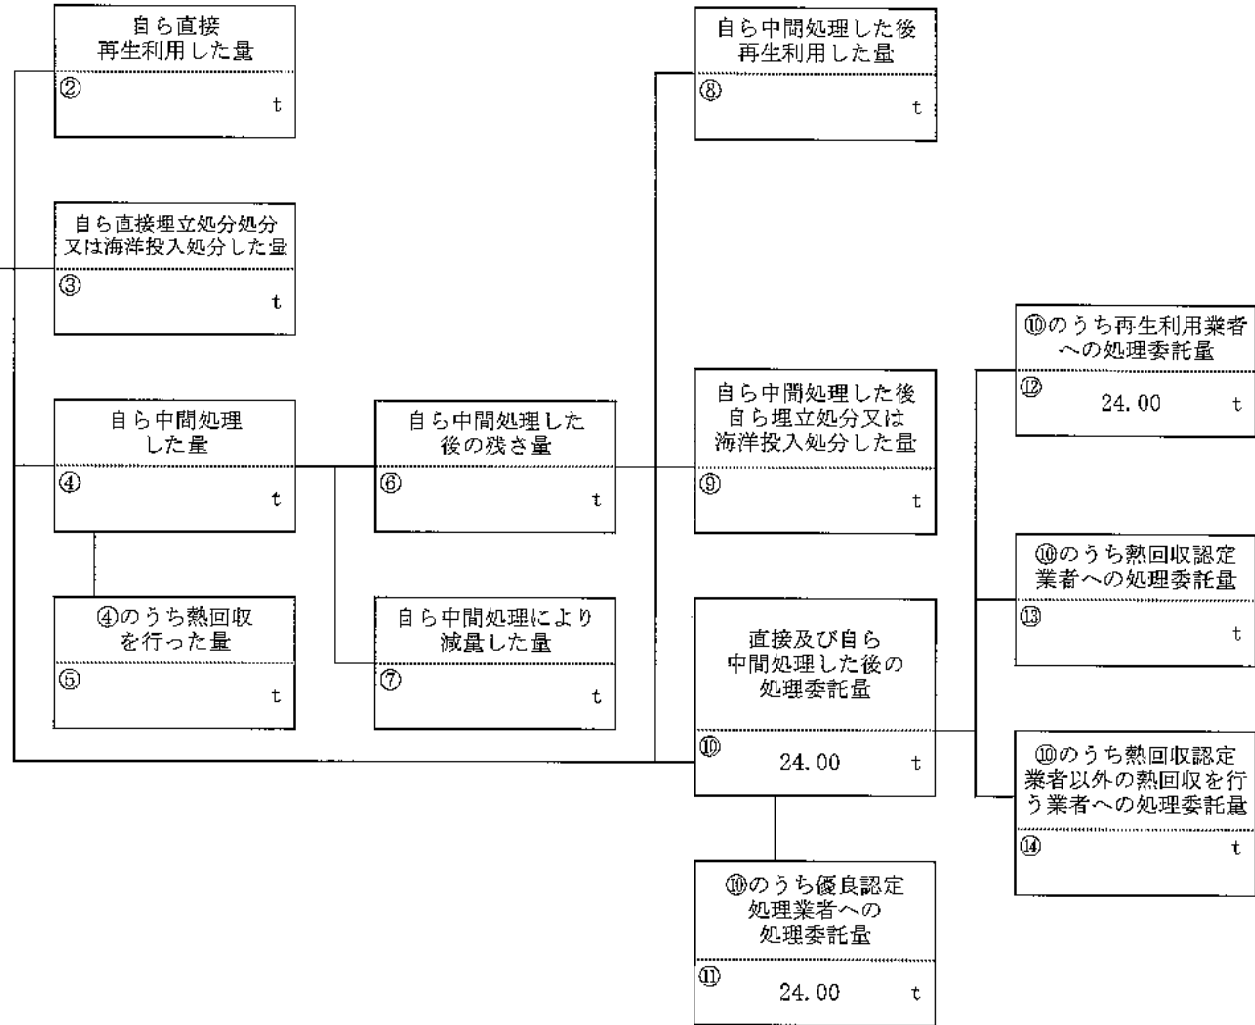 自ら直接
再生利用した量
②
t
自ら中間処理した後
再生利用した量
⑧
t
自ら直接埋立処分処分
又は海洋投入処分した量
③
t
⑩のうち再生利用業者
への処理委託量
⑫
24.00 t
自ら中間処理
した量
④
t
自ら中間処理した
後の残さ量
⑥
t
自ら中間処理した後
自ら埋立処分又は
海洋投入処分した量
⑨
t
⑩のうち熱回収認定
業者への処理委託量
⑬
t
④のうち熱回収
を行った量
⑤
t
自ら中間処理により
減量した量
⑦
t
直接及び自ら
中間処理した後の
処理委託量
⑩
24.00 t
⑩のうち熱回収認定
業者以外の熱回収を行
う業者への処理委託量
⑭
t
⑩のうち優良認定
処理業者への
処理委託量
⑪
24.00 t